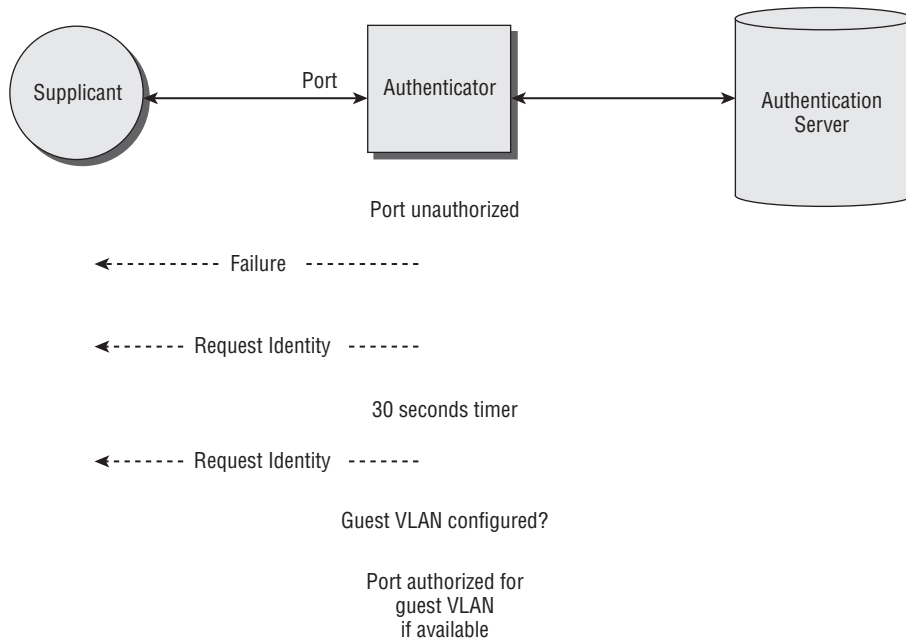 Supplicant
Port
Authenticator
Authentication
Server
Port unauthorized
Failure
Request Identity
30 seconds timer
Request Identity
Guest VLAN configured?
Port authorized for
guest VLAN
if available